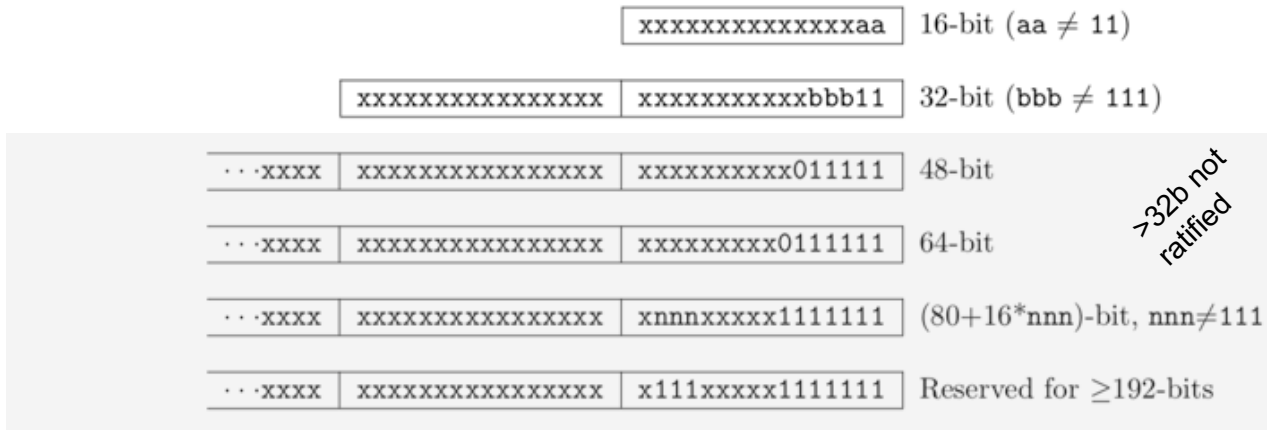 xxxxxxxxxxxxxxaa 16-bit (aa ≠ 11)
xxxxxxxxxxxxxxxx xxxxxxxxxxxbbb11 32-bit (bbb ≠ 111)
···xxxx xxxxxxxxxxxxxxxx xxxxxxxxxx011111 48-bit
···xxxx xxxxxxxxxxxxxxxx xxxxxxxxx0111111 64-bit
>32b not
ratified
···xxxx xxxxxxxxxxxxxxxx xnnnxxxxx1111111 (80+16*nnn)-bit, nnn≠111
···xxxx xxxxxxxxxxxxxxxx x111xxxxx1111111 Reserved for ≥192-bits